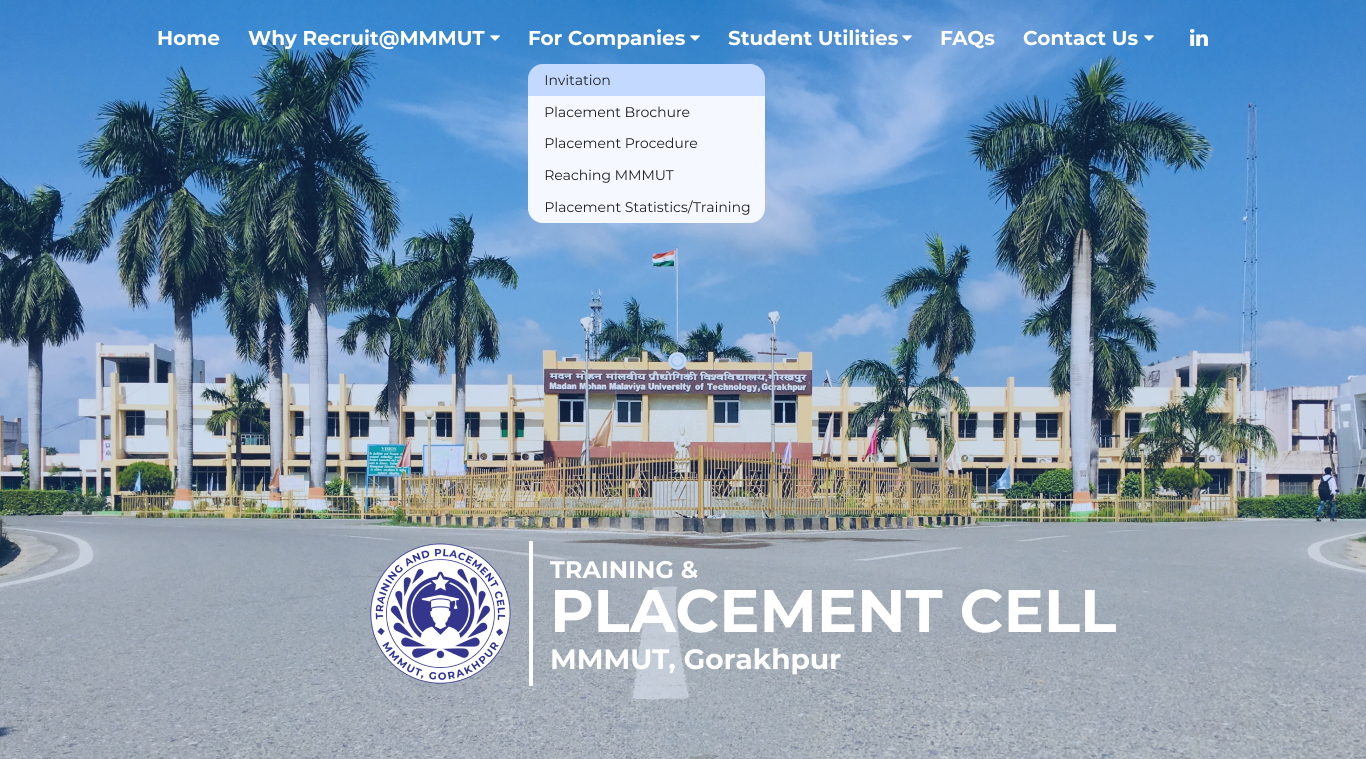 Home Why Recruit@MMMUT For Companies Student Utilities FAQs Contact Us in
Invitation
Placement Brochure
Placement Procedure
Reaching MMMUT
Placement Statistics/Training
मदन मोहन मालवीय प्रौद्योगिकी विश्वविद्यालय, गोरखपुर
Madan Mohan Malaviya University of Technology, Gorakhpur
TRAINING AND PLACEMENT CELL
MMMUT, GORAKHPUR
TRAINING &
PLACEMENT CELL
MMMUT, Gorakhpur